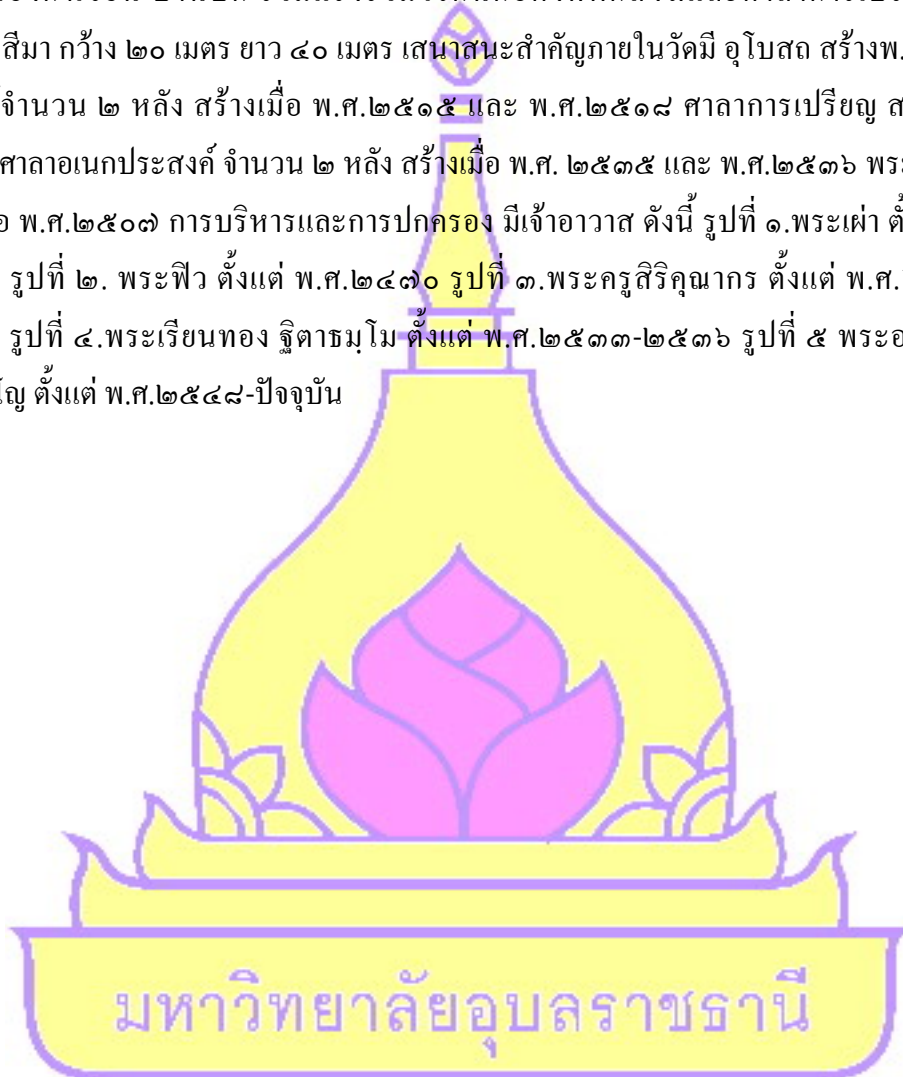 สีมา กว้าง ๒๐ เมตร ยาว ๔๐ เมตร เสนาสนะสำคัญภายในวัดมี อุโบสถ สร้างพ.
จำนวน ๒ หลัง สร้างเมื่อ พ.ศ.๒๕๑๕ และ พ.ศ.๒๕๑๘ ศาลาการเปรียญ ส
ศาลาอเนกประสงค์ จำนวน ๒ หลัง สร้างเมื่อ พ.ศ. ๒๕๓๕ และ พ.ศ.๒๕๓๖ พระ
อ พ.ศ.๒๕๐๗ การบริหารและการปกครอง มีเจ้าอาวาส ดังนี้ รูปที่ ๑.พระเผ่า ตั้
รูปที่ ๒. พระฟิว ตั้งแต่ พ.ศ.๒๔๗๐ รูปที่ ๓.พระครูสิริคุณากร ตั้งแต่ พ.ศ.
รูปที่ ๔.พระเรียนทอง ฐิตาธมฺโม ตั้งแต่ พ.ศ.๒๕๓๓-๒๕๓๖ รูปที่ ๕ พระอ
ญ ตั้งแต่ พ.ศ.๒๕๔๘-ปัจจุบัน
มหาวิทยาลัยอุบลราชธานี